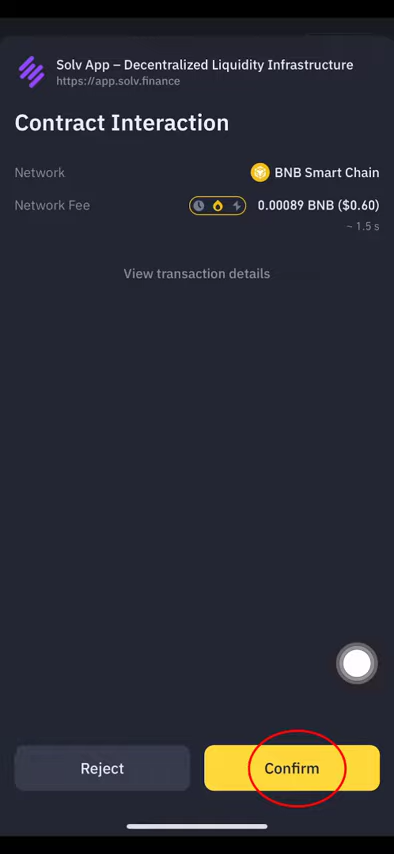 Solv App – Decentralized Liquidity Infrastructure
https://app.solv.finance
Contract Interaction
Network BNB Smart Chain
Network Fee 0.00089 BNB ($0.60)
~ 1.5 s
View transaction details
Reject Confirm